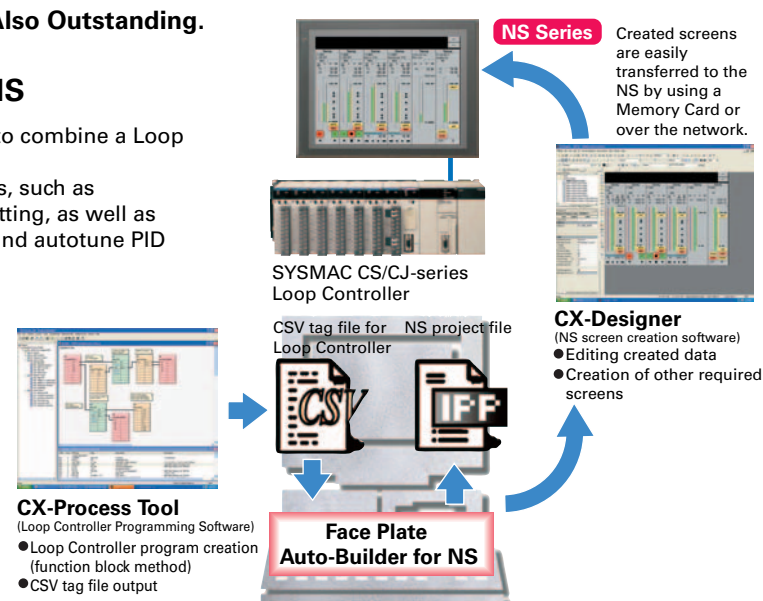 Also Outstanding.
NS
to combine a Loop
s, such as
tting, as well as
nd autotune PID
NS Series
Created screens
are easily
transferred to the
NS by using a
Memory Card or
over the network.
SYSMAC CS/CJ-series
Loop Controller
CX-Designer
(NS screen creation software)
●Editing created data
●Creation of other required
screens
CSV tag file for
Loop Controller
NS project file
CSV
IPP
CX-Process Tool
(Loop Controller Programming Software)
●Loop Controller program creation
(function block method)
●CSV tag file output
Face Plate
Auto-Builder for NS